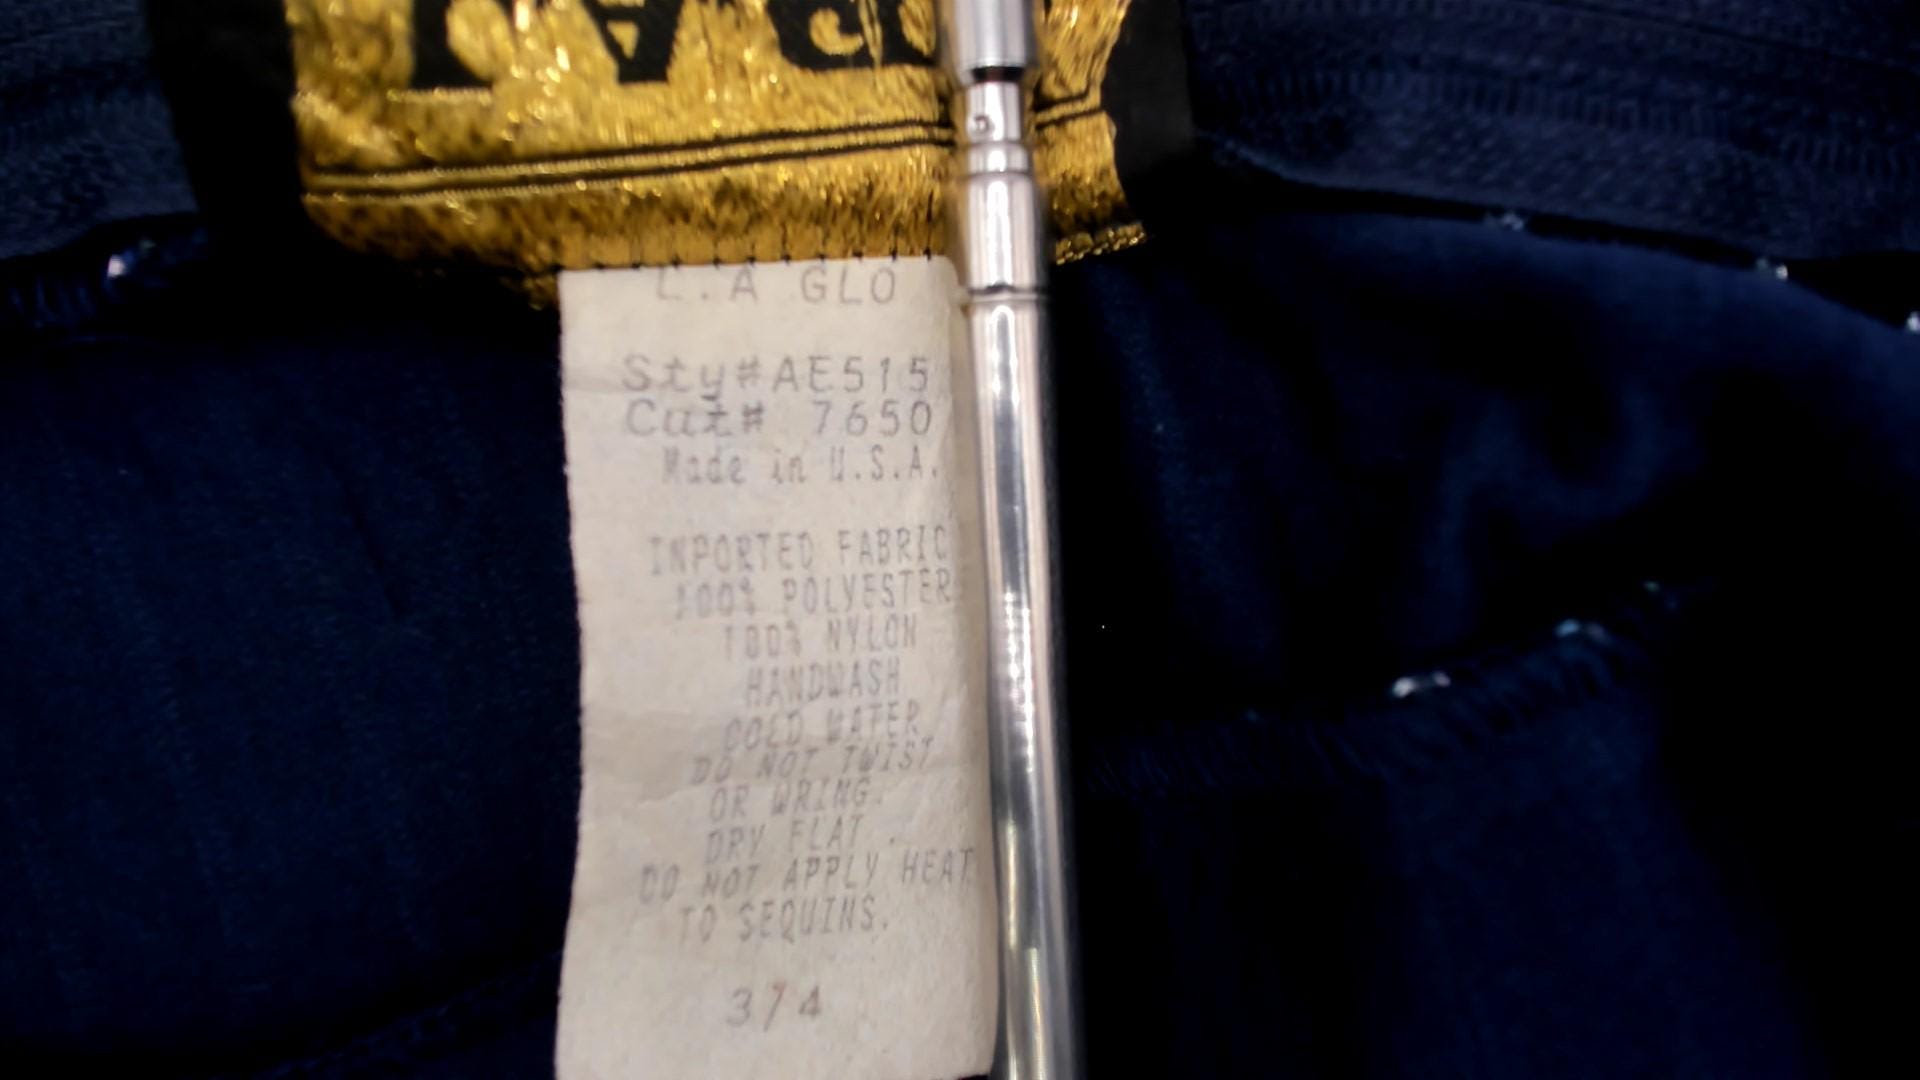 L.A GLO
Sty#AE515
Cut# 7650
Made in U.S.A.
INPORTED FABRIC
100% POLYESTER
100% NYLON
HANDWASH
COLD WATER
DO NOT TWIST
OR WRING.
DRY FLAT.
DO NOT APPLY HEAT
TO SEQUINS.
3/4